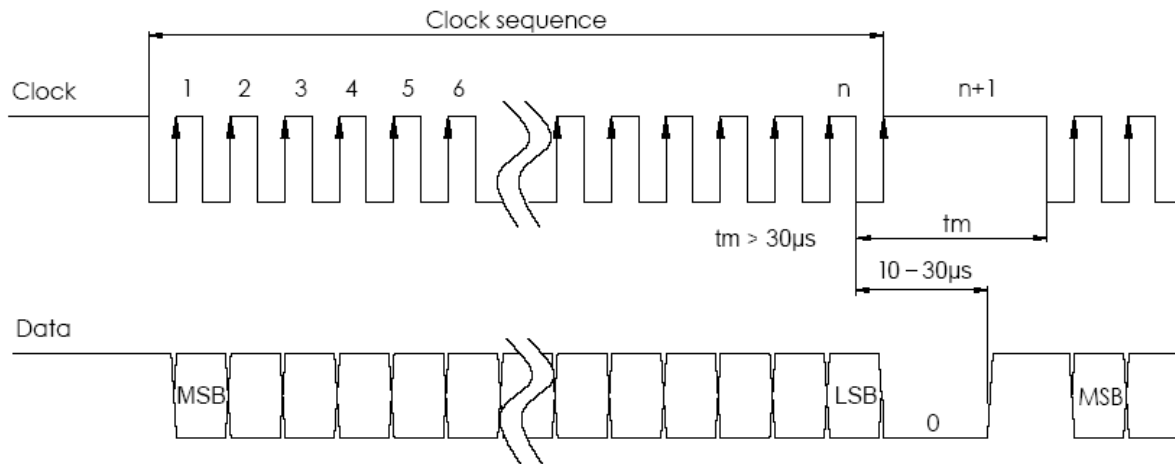 Clock sequence
Clock 1 2 3 4 5 6 n n+1
tm > 30µs tm
10 – 30µs
Data
MSB LSB 0 MSB